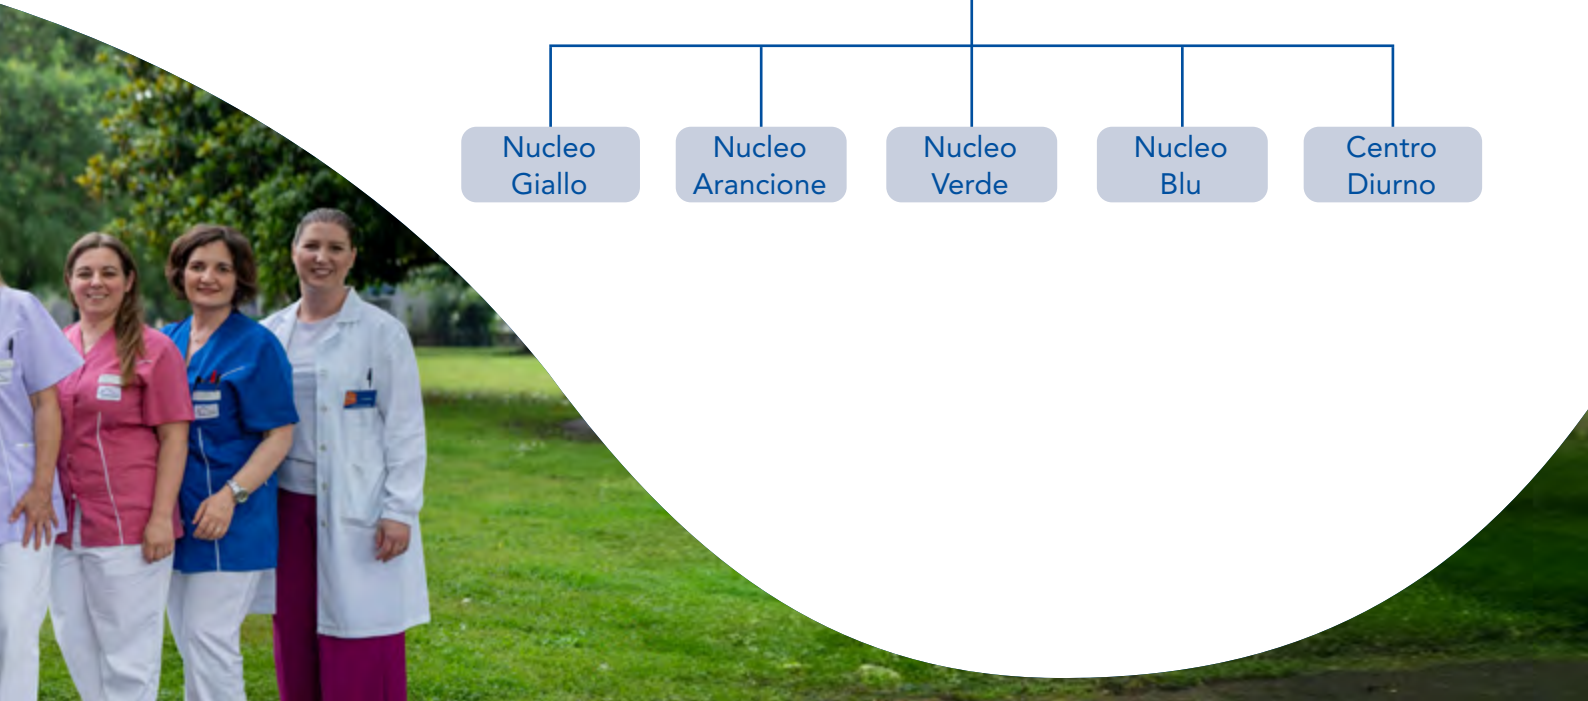 Nucleo
Giallo
Nucleo
Arancione
Nucleo
Verde
Nucleo
Blu
Centro
Diurno